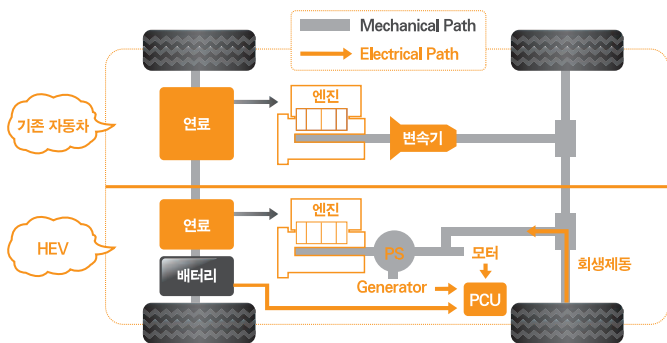 Mechanical Path
Electrical Path
기존 자동차
연료
엔진
변속기
HEV
연료
엔진
PS
모터
회생제동
배터리
Generator
PCU